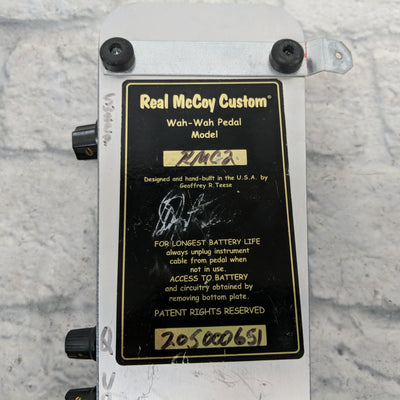 Real McCoy Custom®
Wah-Wah Pedal
Model
RMC2
Designed and hand-built in the U.S.A. by
Geoffrey R. Teese
FOR LONGEST BATTERY LIFE
always unplug instrument
cable from pedal when
not in use.
ACCESS TO BATTERY
and circuitry obtained by
removing bottom plate.
PATENT RIGHTS RESERVED
205000651
Volume
Q